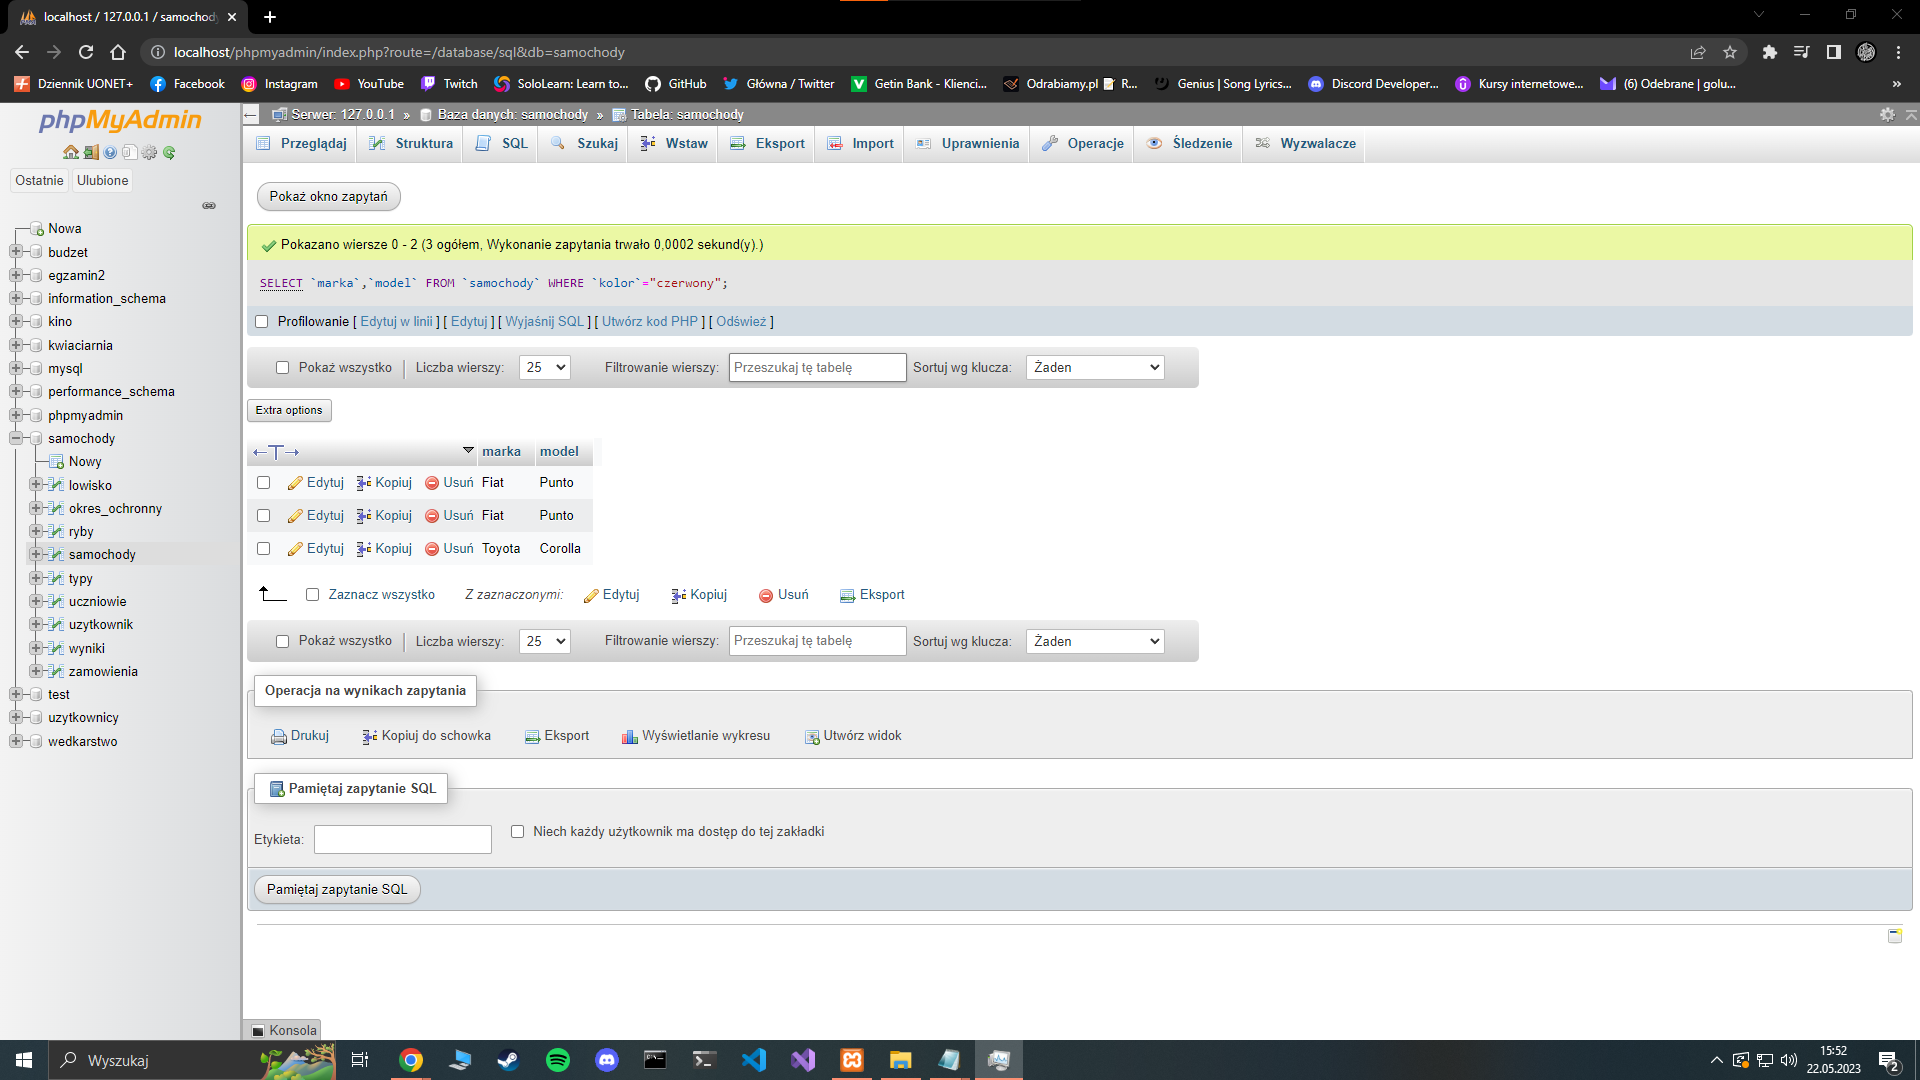 localhost / 127.0.0.1 / samochody
localhost/phpmyadmin/index.php?route=/database/sql&db=samochody
Dziennik UONET+ Facebook Instagram YouTube Twitch SoloLearn: Learn to... GitHub Główna / Twitter Getin Bank - Klienci... Odrabiamy.pl R... Genius | Song Lyrics... Discord Developer... Kursy internetowe... (6) Odebrane | golu... »
phpMyAdmin
Ostatnie Ulubione
Nowa
budzet
egzamin2
information_schema
kino
kwiaciarnia
mysql
performance_schema
phpmyadmin
samochody
Nowy
lowisko
okres_ochronny
ryby
samochody
typy
uczniowie
uzytkownik
wyniki
zamowienia
test
uzytkownicy
wedkarstwo
Serwer: 127.0.0.1 » Baza danych: samochody » Tabela: samochody
Przeglądaj Struktura SQL Szukaj Wstaw Eksport Import Uprawnienia Operacje Śledzenie Wyzwalacze
Pokaż okno zapytań
Pokazano wiersze 0 - 2 (3 ogółem, Wykonanie zapytania trwało 0,0002 sekund(y).)
SELECT `marka`,`model` FROM `samochody` WHERE `kolor`="czerwony";
Profilowanie [ Edytuj w linii ] [ Edytuj ] [ Wyjaśnij SQL ] [ Utwórz kod PHP ] [ Odśwież ]
Pokaż wszystko Liczba wierszy: 25 Filtrowanie wierszy: Przeszukaj tę tabelę Sortuj wg klucza: Żaden
Extra options
←T→ marka model
Edytuj Kopiuj Usuń Fiat Punto
Edytuj Kopiuj Usuń Fiat Punto
Edytuj Kopiuj Usuń Toyota Corolla
Zaznacz wszystko Z zaznaczonymi: Edytuj Kopiuj Usuń Eksport
Pokaż wszystko Liczba wierszy: 25 Filtrowanie wierszy: Przeszukaj tę tabelę Sortuj wg klucza: Żaden
Operacja na wynikach zapytania
Drukuj Kopiuj do schowka Eksport Wyświetlanie wykresu Utwórz widok
Pamiętaj zapytanie SQL
Etykieta: Niech każdy użytkownik ma dostęp do tej zakładki
Pamiętaj zapytanie SQL
Konsola
Wyszukaj
15:52
22.05.2023
2